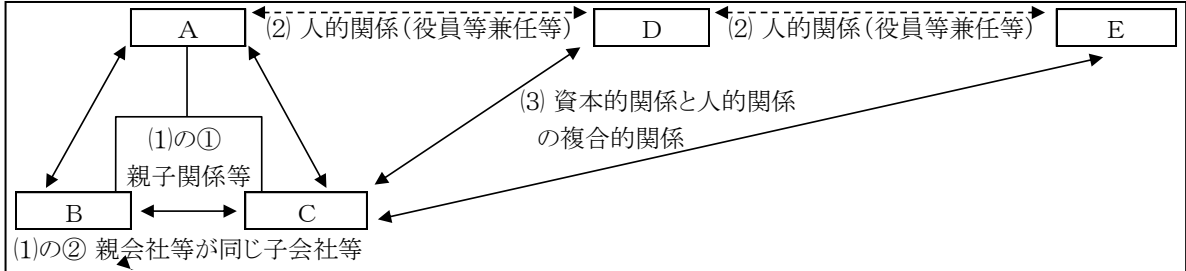 A
⑵ 人的関係(役員等兼任等)
D
⑵ 人的関係(役員等兼任等)
E
⑶ 資本的関係と人的関係
の複合的関係
⑴の①
親子関係等
B
C
⑴の② 親会社等が同じ子会社等